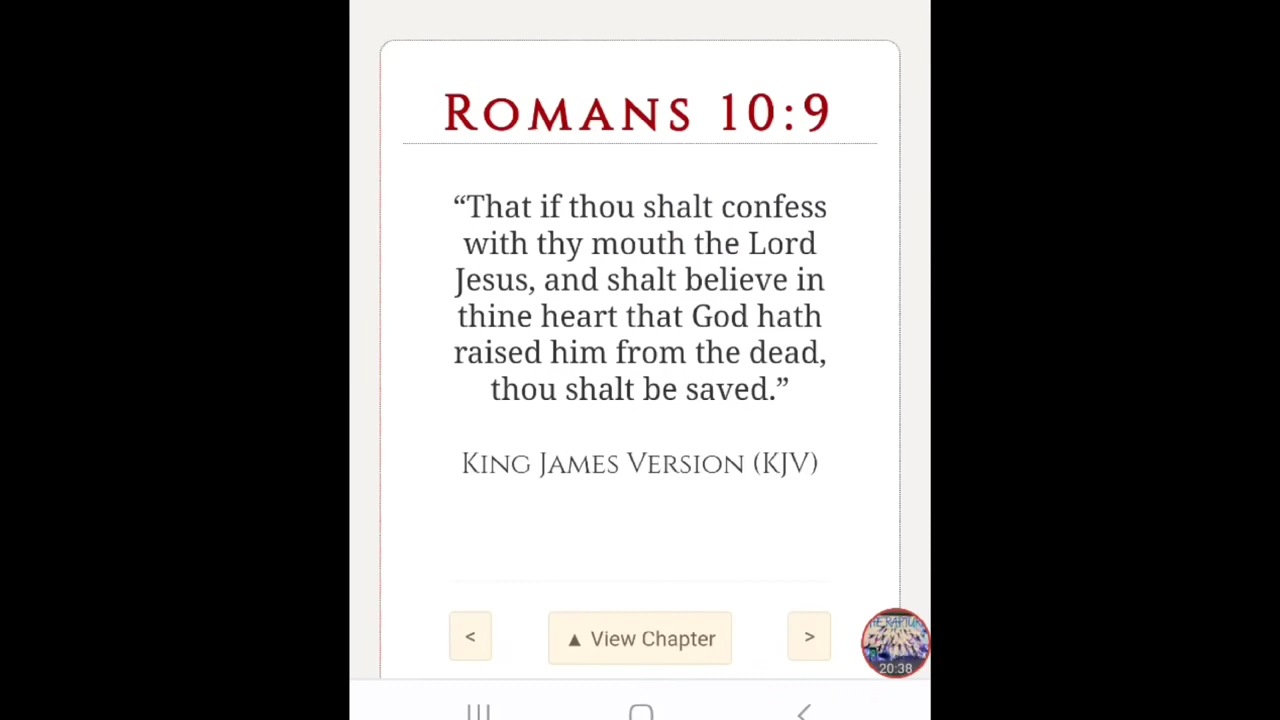 ROMANS 10:9
“That if thou shalt confess
with thy mouth the Lord
Jesus, and shalt believe in
thine heart that God hath
raised him from the dead,
thou shalt be saved.”
KING JAMES VERSION (KJV)
< ▲ View Chapter >
THE RAPTURE
20:38